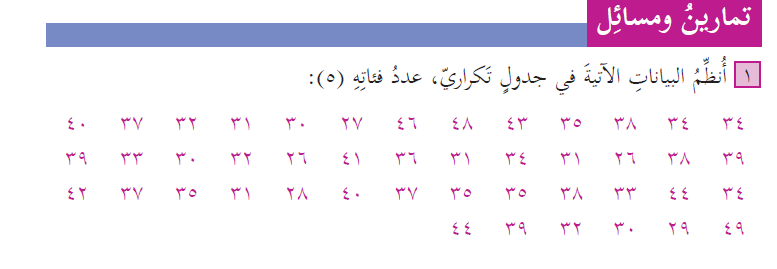 تمارينُ ومسائِل
١ أُنظِّمُ البياناتِ الآتيةَ في جدولٍ تَكراريّ، عددُ فئاتِهِ (٥):
٣٤ ٣٤ ٣٨ ٣٥ ٤٣ ٤٨ ٤٦ ٢٧ ٣٠ ٣١ ٣٢ ٣٧ ٤٠
٣٩ ٣٨ ٢٦ ٣١ ٣٤ ٣١ ٣٦ ٤١ ٢٦ ٣٢ ٣٠ ٣٣ ٣٩
٣٤ ٤٤ ٣٣ ٣٨ ٣٥ ٣٥ ٣٧ ٤٠ ٢٨ ٣١ ٣٥ ٣٧ ٤٢
٤٩ ٢٩ ٣٠ ٣٢ ٣٩ ٤٤